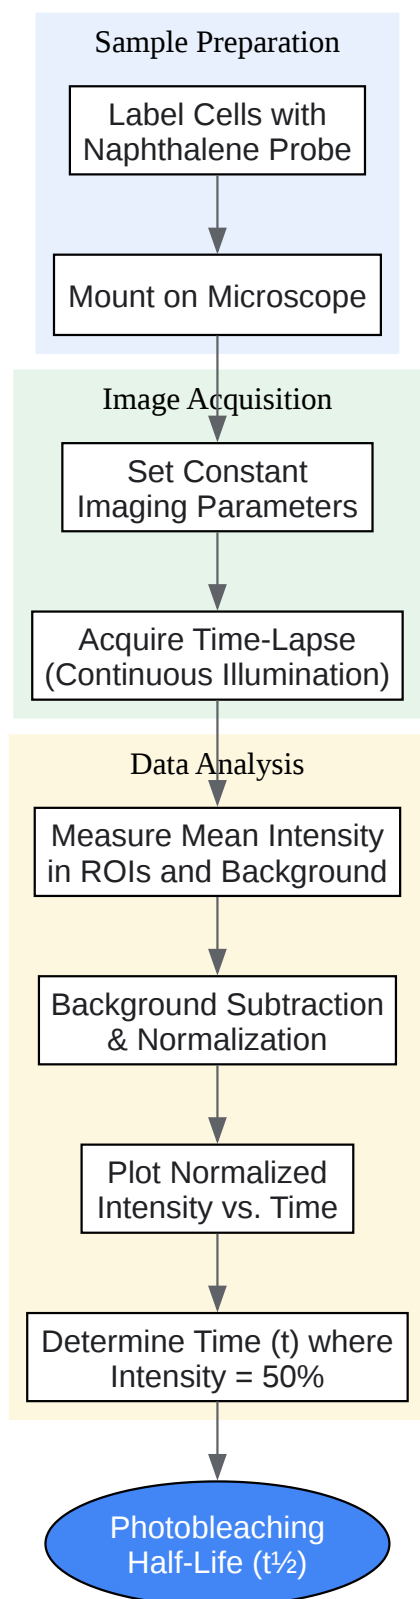 Sample Preparation
Label Cells with
Naphthalene Probe
Mount on Microscope
Image Acquisition
Set Constant
Imaging Parameters
Acquire Time-Lapse
(Continuous Illumination)
Data Analysis
Measure Mean Intensity
in ROIs and Background
Background Subtraction
& Normalization
Plot Normalized
Intensity vs. Time
Determine Time (t) where
Intensity = 50%
Photobleaching
Half-Life (t½)